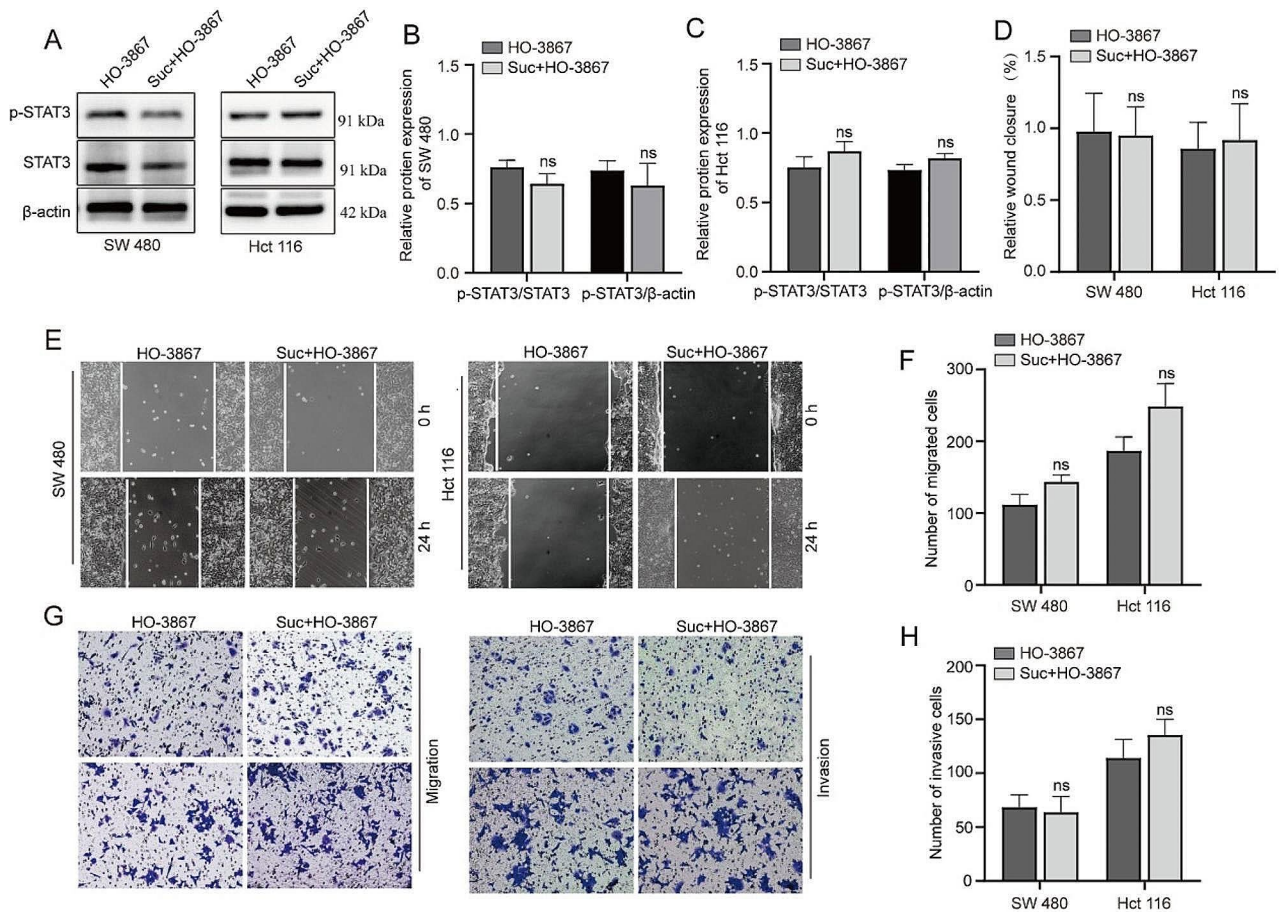 A
HO-3867
Suc+HO-3867
HO-3867
Suc+HO-3867
p-STAT3
91 kDa
STAT3
91 kDa
β-actin
42 kDa
SW 480
Hct 116
B
HO-3867
Suc+HO-3867
Relative protien expression
of SW 480
1.5
1.0
0.5
0.0
ns
ns
p-STAT3/STAT3
p-STAT3/β-actin
C
HO-3867
Suc+HO-3867
Relative protien expression
of Hct 116
1.5
1.0
0.5
0.0
ns
ns
p-STAT3/STAT3
p-STAT3/β-actin
D
HO-3867
Suc+HO-3867
Relative wound closure (%)
1.5
1.0
0.5
0.0
ns
ns
SW 480
Hct 116
E
HO-3867
Suc+HO-3867
SW 480
0 h
24 h
HO-3867
Suc+HO-3867
Hct 116
0 h
24 h
F
HO-3867
Suc+HO-3867
Number of migrated cells
300
200
100
0
ns
ns
SW 480
Hct 116
G
HO-3867
Suc+HO-3867
Migration
HO-3867
Suc+HO-3867
Invasion
H
HO-3867
Suc+HO-3867
Number of invasive cells
200
150
100
50
0
ns
ns
SW 480
Hct 116